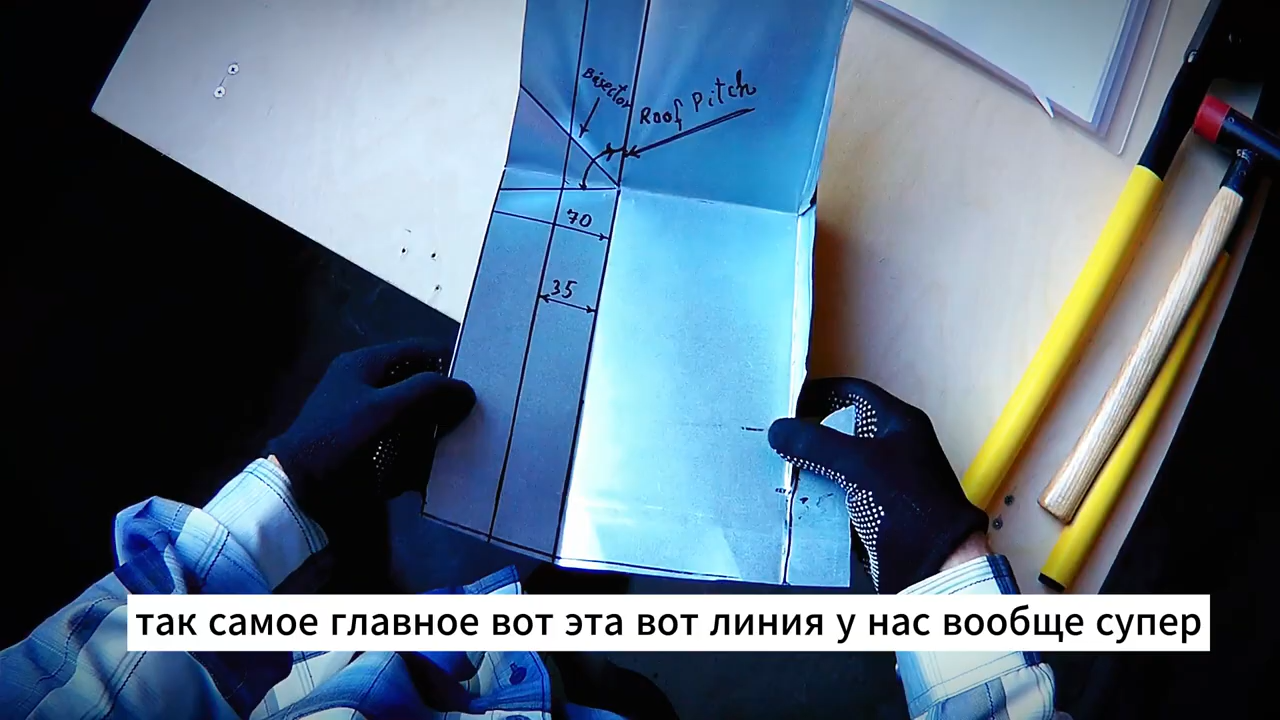 Bisector
Roof Pitch
70
35
так самое главное вот эта вот линия у нас вообще супер